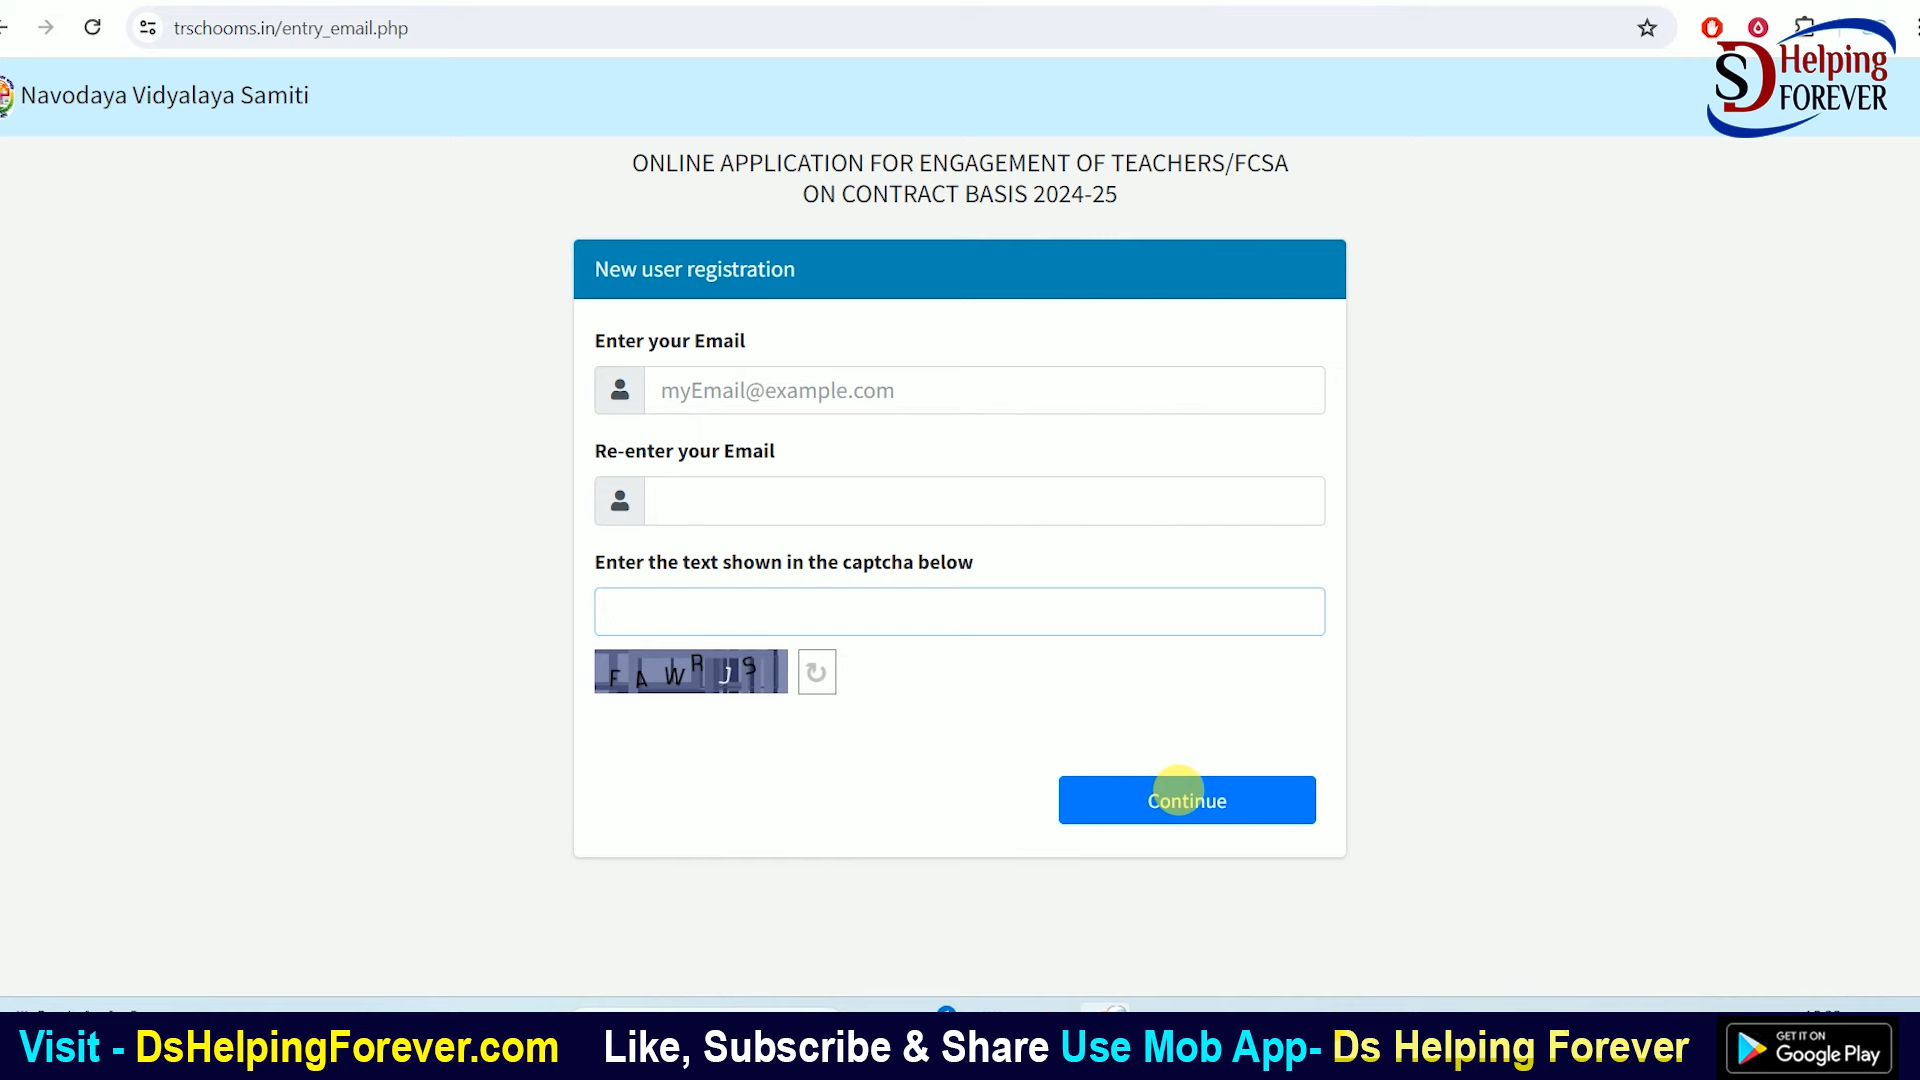 trschooms.in/entry_email.php
SD Helping FOREVER
Navodaya Vidyalaya Samiti
ONLINE APPLICATION FOR ENGAGEMENT OF TEACHERS/FCSA
ON CONTRACT BASIS 2024-25
New user registration
Enter your Email
myEmail@example.com
Re-enter your Email
Enter the text shown in the captcha below
F A W R J S
Continue
Visit - DsHelpingForever.com Like, Subscribe & Share Use Mob App- Ds Helping Forever
GET IT ON
Google Play